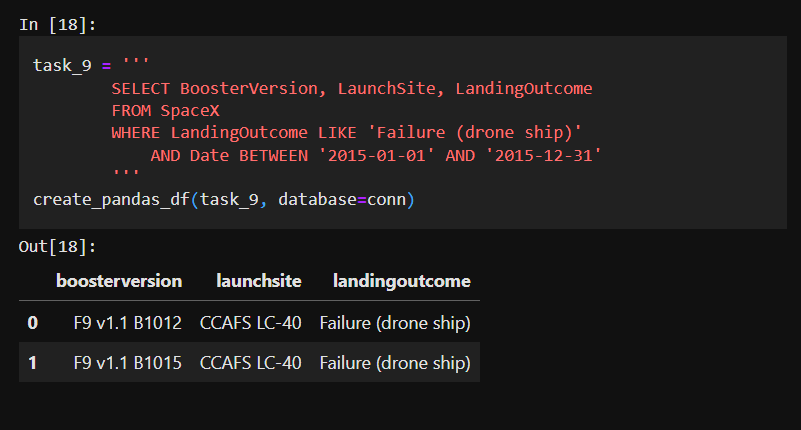 In [18]:
task_9 = '''
SELECT BoosterVersion, LaunchSite, LandingOutcome
FROM SpaceX
WHERE LandingOutcome LIKE 'Failure (drone ship)'
AND Date BETWEEN '2015-01-01' AND '2015-12-31'
'''
create_pandas_df(task_9, database=conn)
Out[18]:
boosterversion launchsite landingoutcome
0 F9 v1.1 B1012 CCAFS LC-40 Failure (drone ship)
1 F9 v1.1 B1015 CCAFS LC-40 Failure (drone ship)